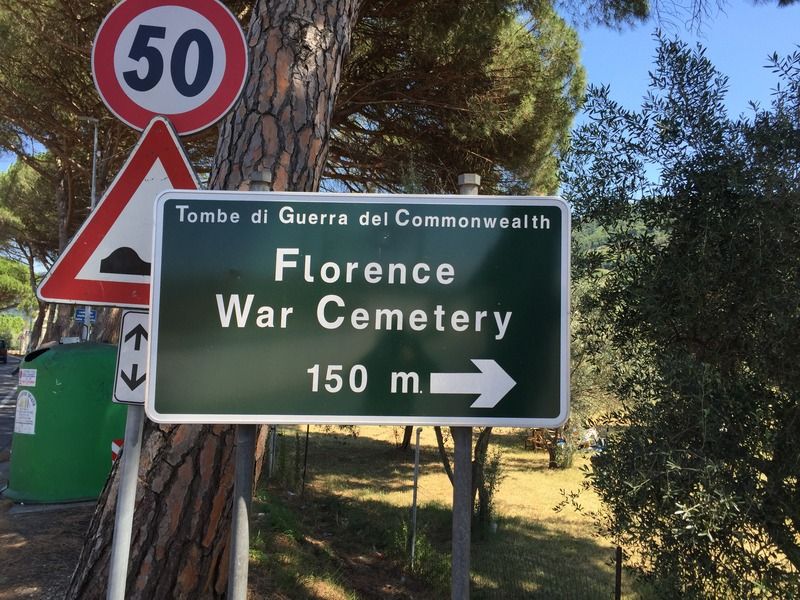 50
Tombe di Guerra del Commonwealth
Florence
War Cemetery
150 m.